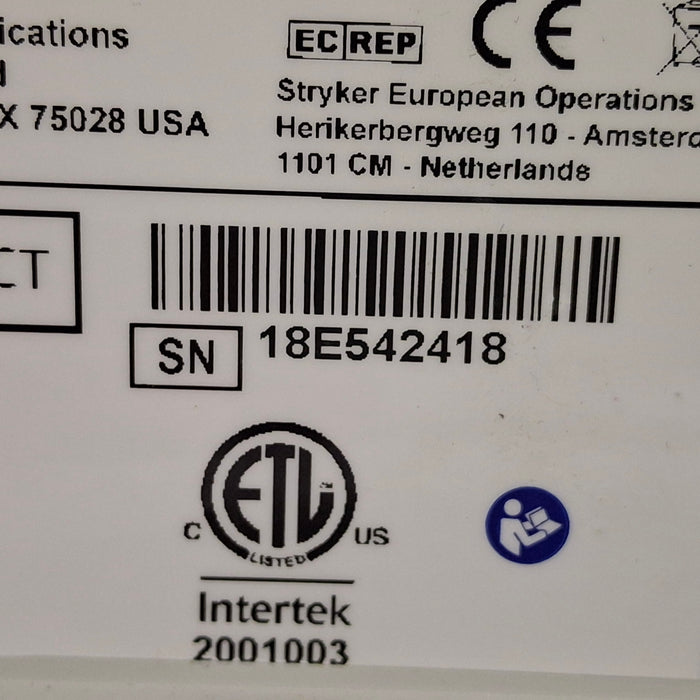 ications
X 75028 USA
EC REP
CE
Stryker European Operations
Herikerbergweg 110 - Amsterd
1101 CM - Netherlands
CT
SN 18E542418
ETL
C US
LISTED
Intertek
2001003